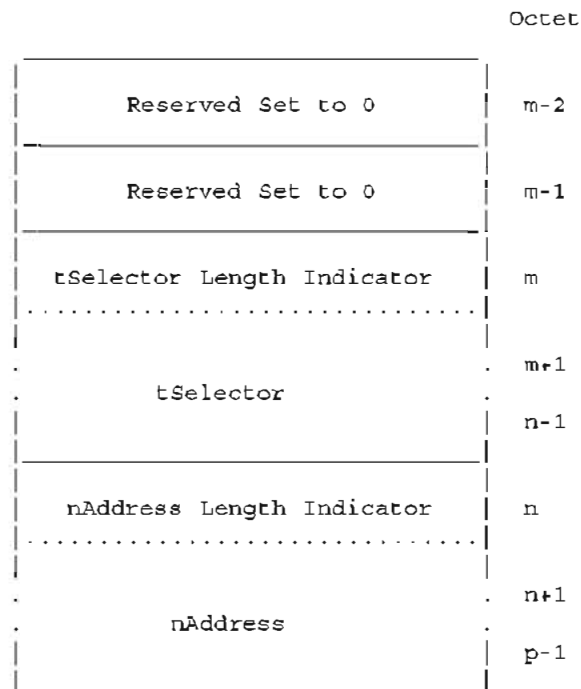 Octet
Reserved Set to 0 m-2
Reserved Set to 0 m-1
tSelector Length Indicator m
m+1
tSelector
n-1
nAddress Length Indicator n
n+1
nAddress
p-1